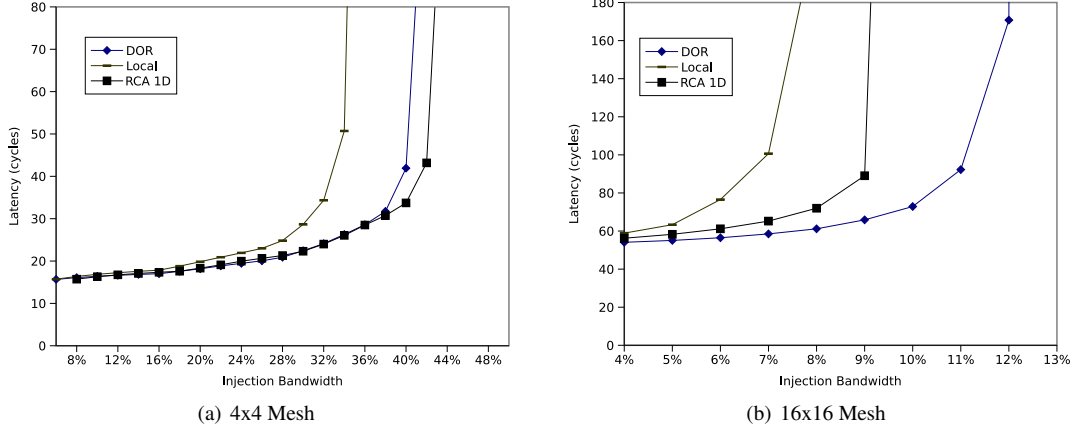 80
70
60
50
40
30
20
10
0
Latency (cycles)
DOR
Local
RCA 1D
8% 12% 16% 20% 24% 28% 32% 36% 40% 44% 48%
Injection Bandwidth
(a) 4x4 Mesh
180
160
140
120
100
80
60
40
20
0
Latency (cycles)
DOR
Local
RCA 1D
4% 5% 6% 7% 8% 9% 10% 11% 12% 13%
Injection Bandwidth
(b) 16x16 Mesh